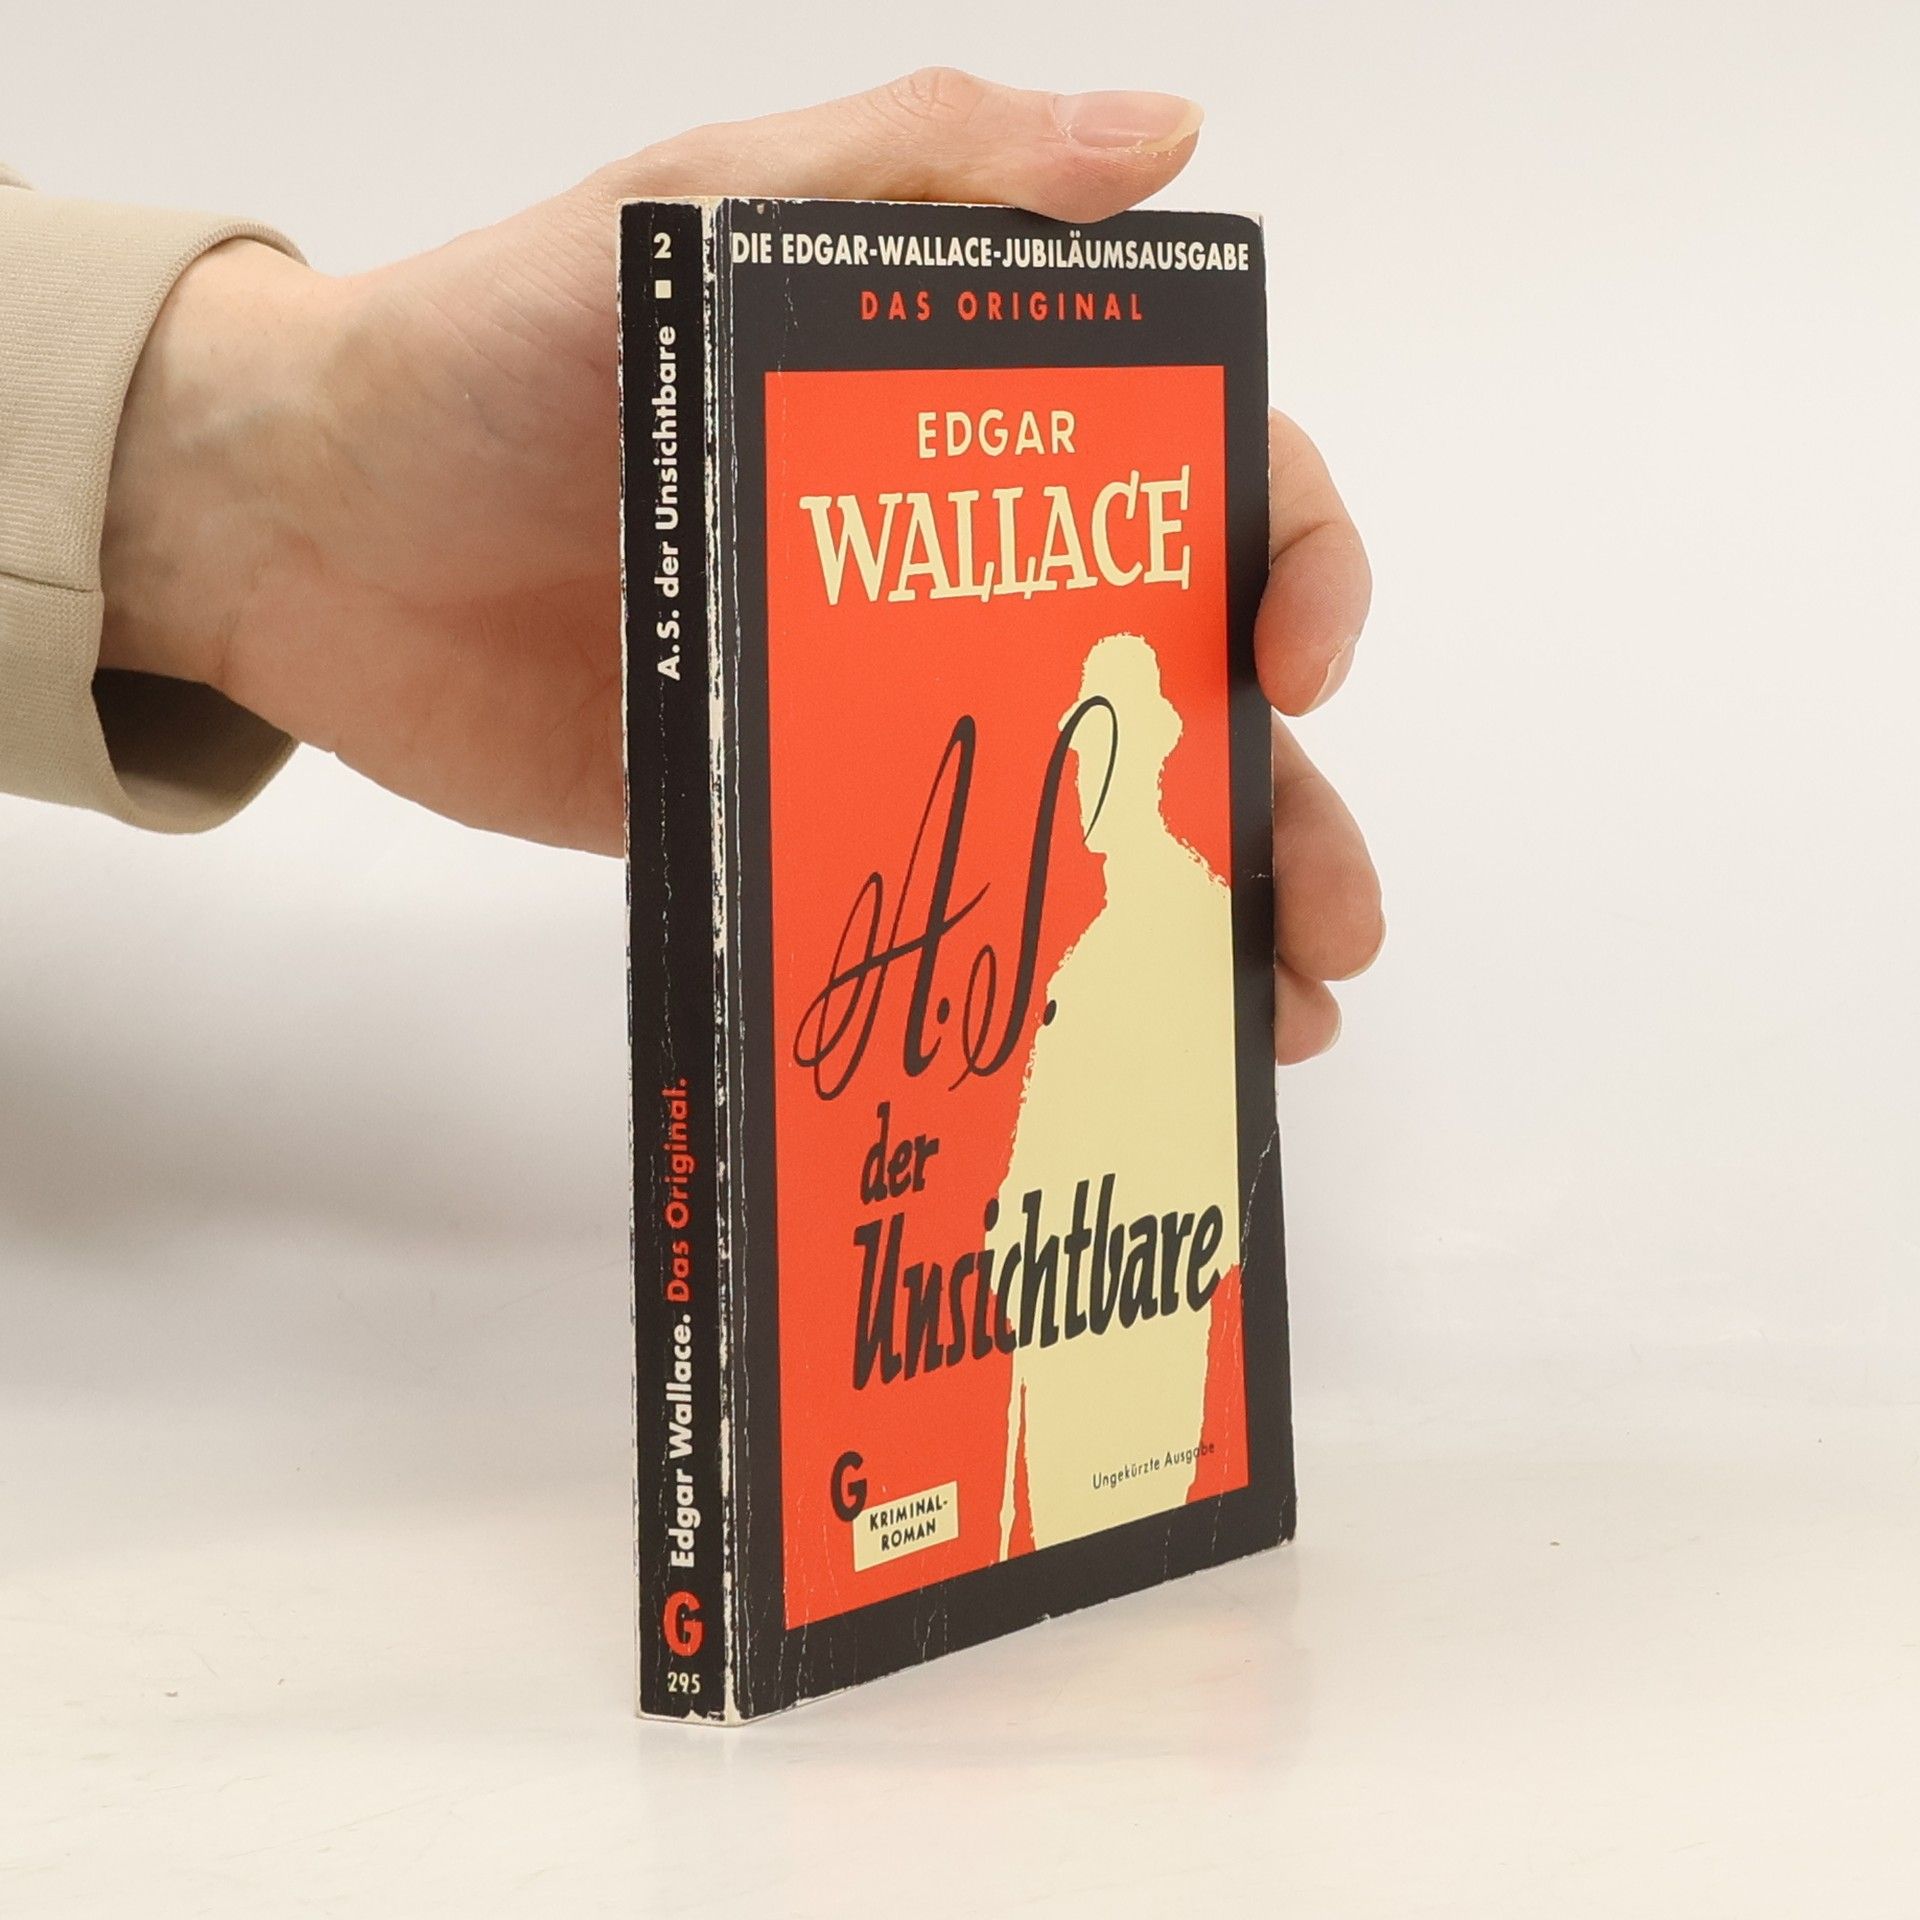 2
A.S. der Unsichtbare
Edgar Wallace. Das Original.
G
295
DIE EDGAR-WALLACE-JUBILÄUMSAUSGABE
DAS ORIGINAL
EDGAR
WALLACE
A.S.
der
Unsichtbare
G
KRIMINAL-
ROMAN
Ungekürzte Ausgabe